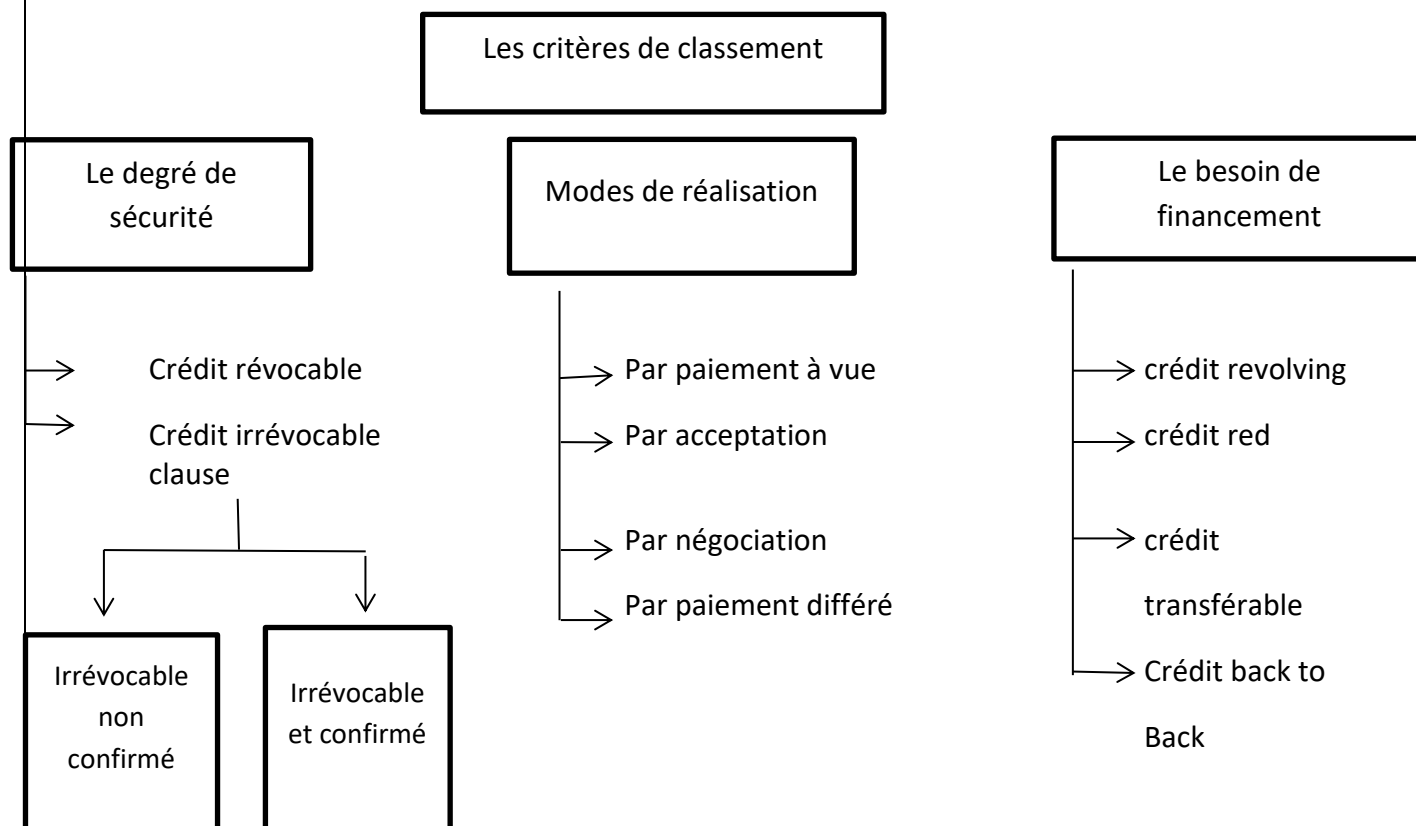 Les critères de classement
Le degré de
sécurité
Modes de réalisation
Le besoin de
financement
Crédit révocable
Crédit irrévocable
clause
Irrévocable
non
confirmé
Irrévocable
et confirmé
Par paiement à vue
Par acceptation
Par négociation
Par paiement différé
crédit revolving
crédit red
crédit
transférable
Crédit back to
Back